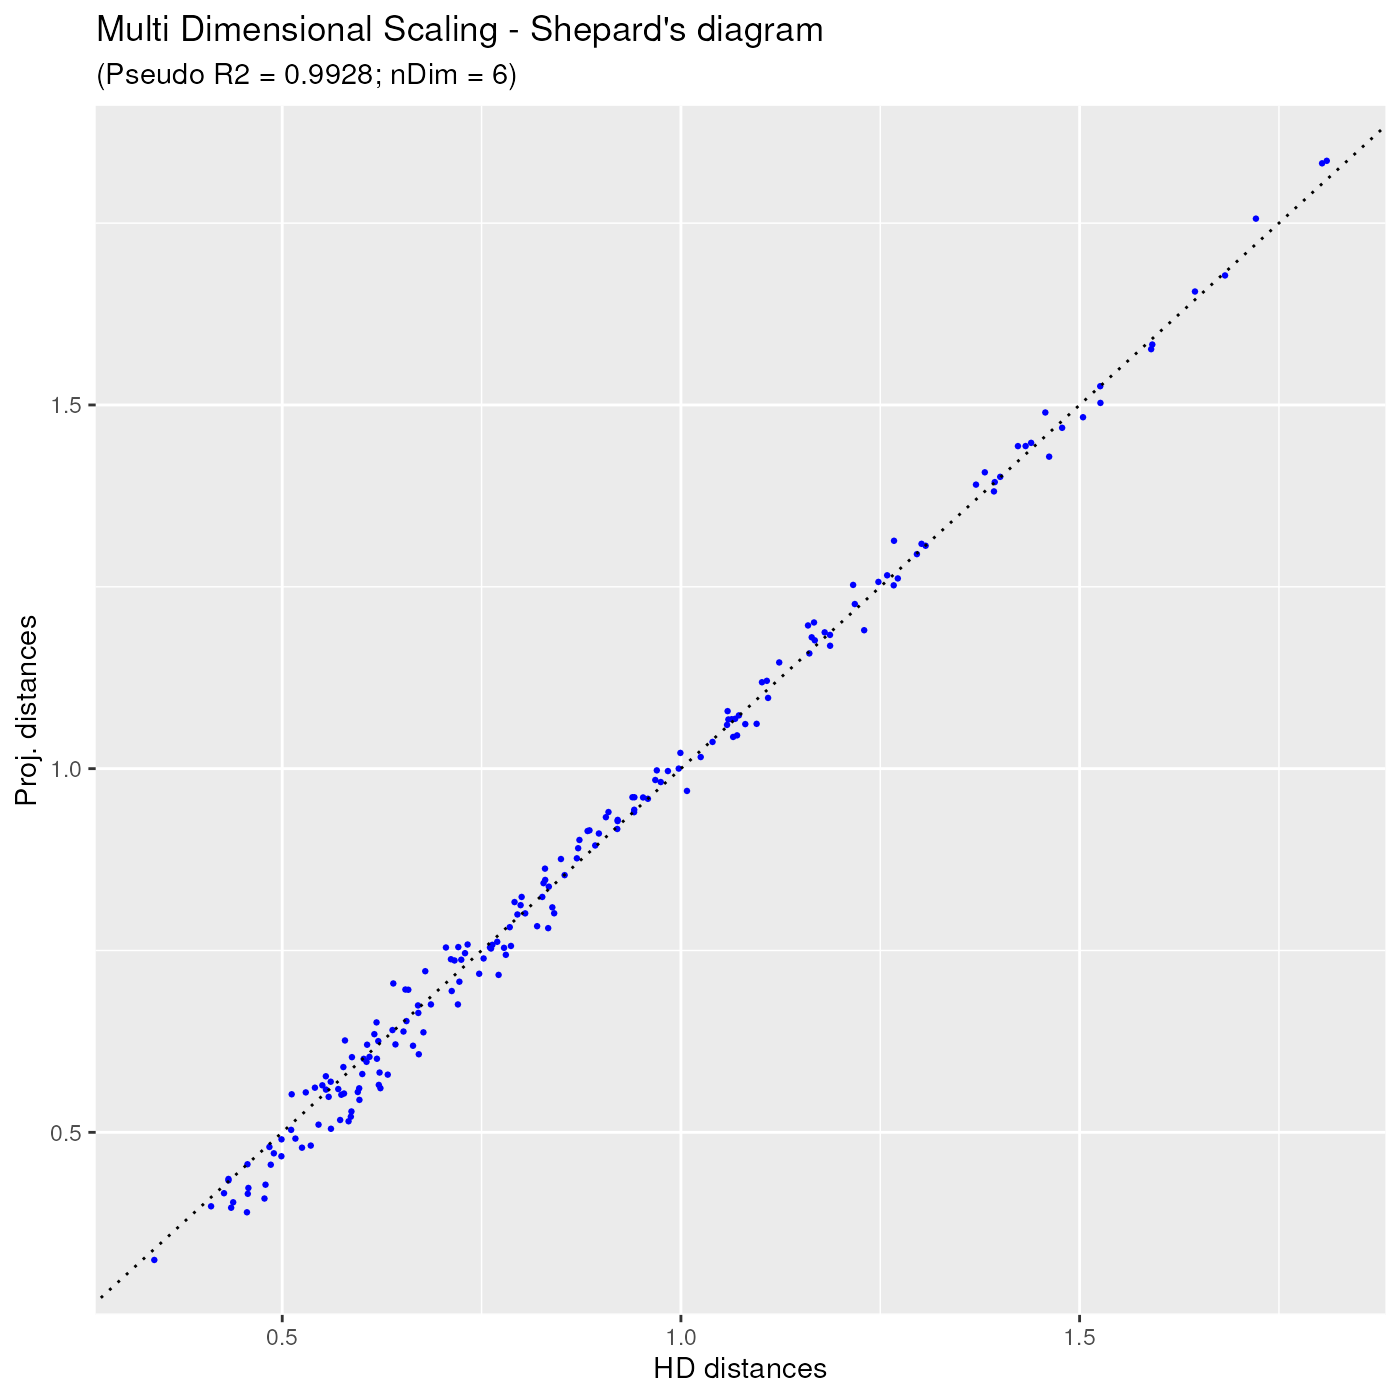 Multi Dimensional Scaling - Shepard's diagram
(Pseudo R2 = 0.9928; nDim = 6)
Proj. distances
1.5
1.0
0.5
0.5 1.0 1.5
HD distances